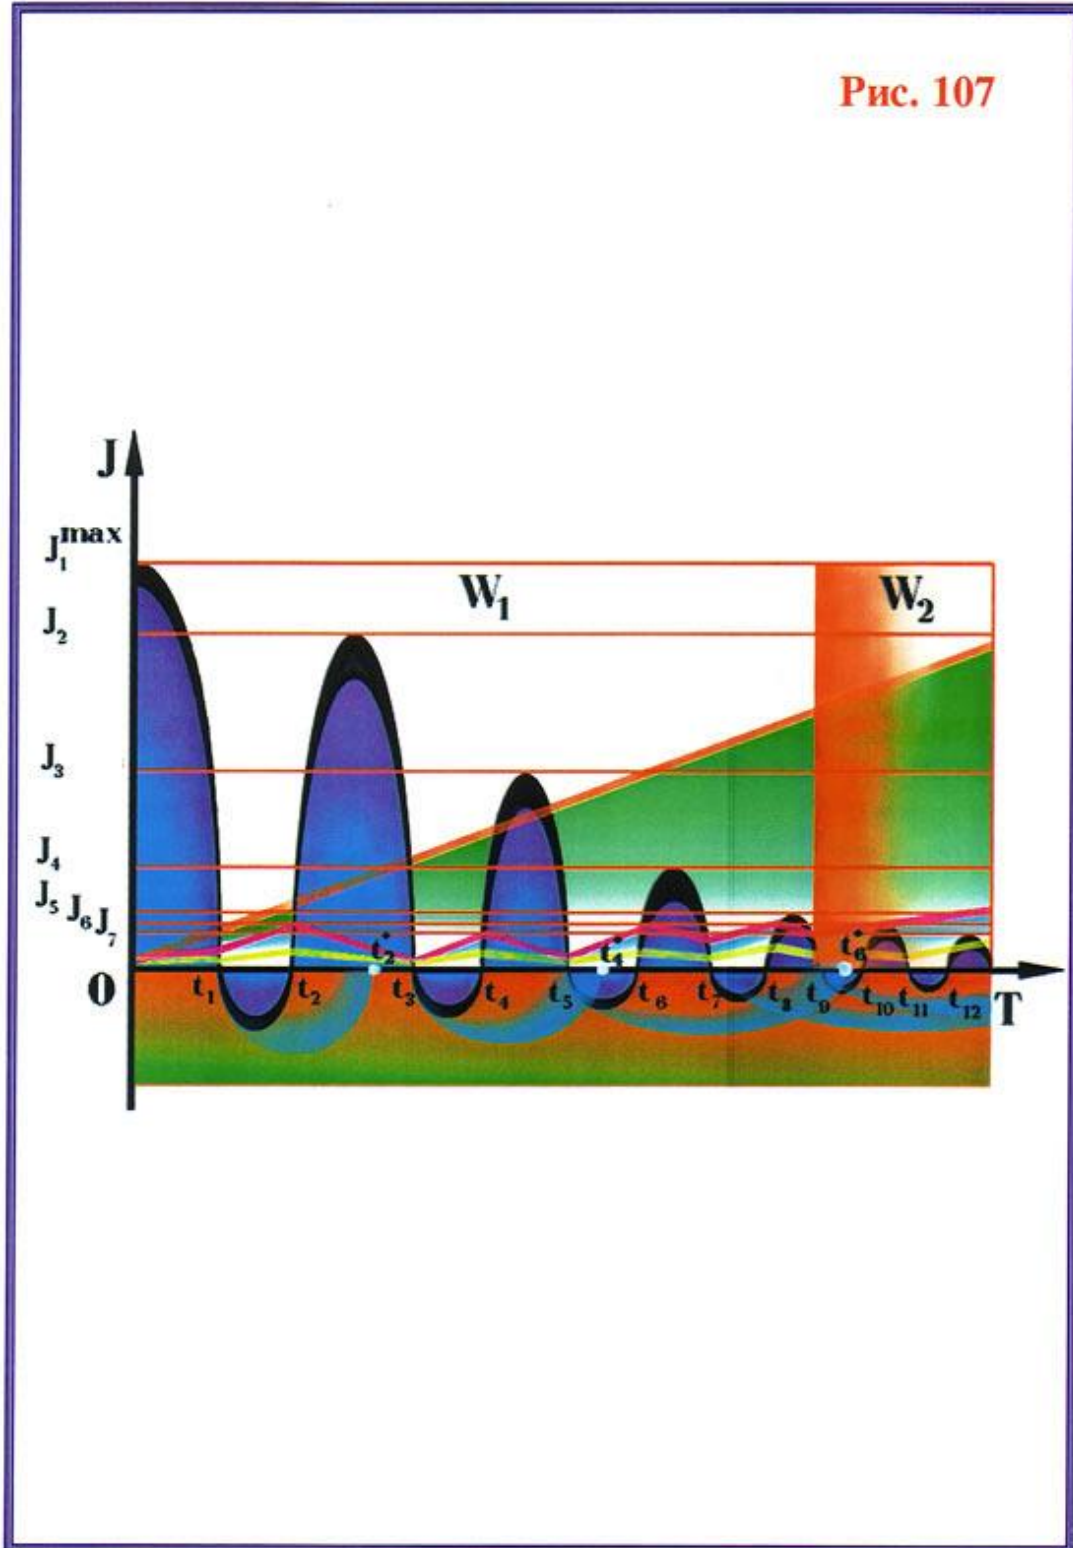 Рис. 107
J
J₁max
W₁ W₂
J₂
J₃
J₄
J₅ J₆ J₇
t₂* t₄* t₆*
0 t₁ t₂ t₃ t₄ t₅ t₆ t₇ t₈ t₉ t₁₀ t₁₁ t₁₂ T